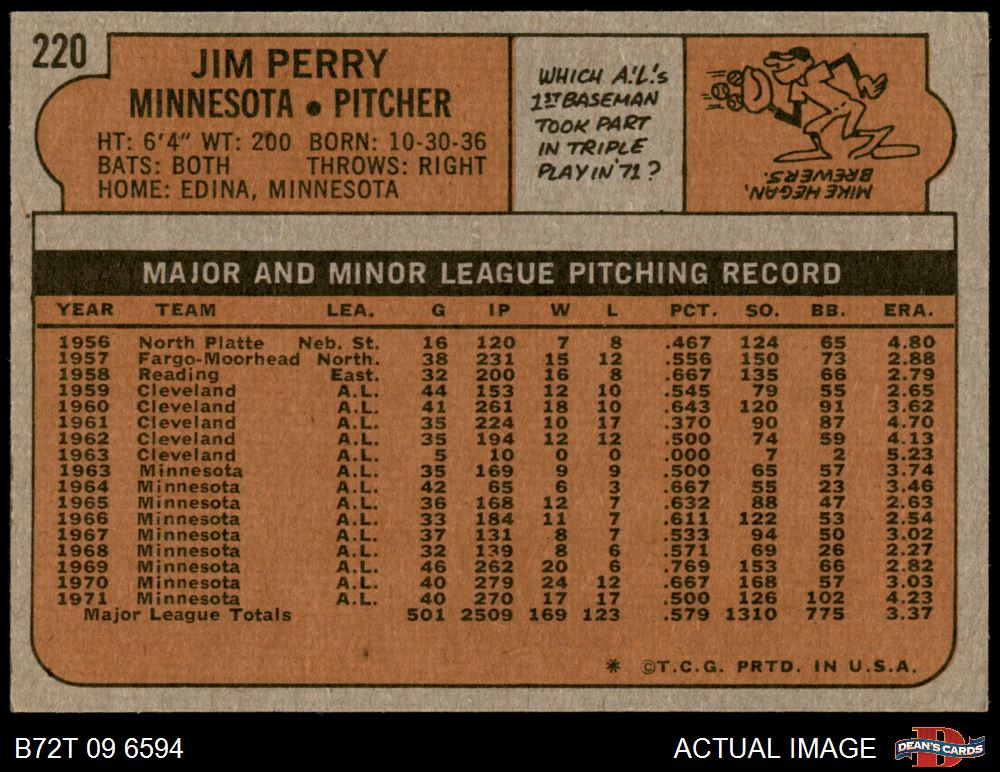 220
JIM PERRY
MINNESOTA • PITCHER
HT: 6'4" WT: 200 BORN: 10-30-36
BATS: BOTH THROWS: RIGHT
HOME: EDINA, MINNESOTA
WHICH A.L.'s
1ST BASEMAN
TOOK PART
IN TRIPLE
PLAY IN '71?
MIKE HEGAN,
BREWERS.
MAJOR AND MINOR LEAGUE PITCHING RECORD
YEAR TEAM LEA. G IP W L PCT. SO. BB. ERA.
1956 North Platte Neb. St. 16 120 7 8 .467 124 65 4.80
1957 Fargo-Moorhead North. 38 231 15 12 .556 150 73 2.88
1958 Reading East. 32 200 16 8 .667 135 66 2.79
1959 Cleveland A.L. 44 153 12 10 .545 79 55 2.65
1960 Cleveland A.L. 41 261 18 10 .643 120 91 3.62
1961 Cleveland A.L. 35 224 10 17 .370 90 87 4.70
1962 Cleveland A.L. 35 194 12 12 .500 74 59 4.13
1963 Cleveland A.L. 5 10 0 0 .000 7 2 5.23
1963 Minnesota A.L. 35 169 9 9 .500 65 57 3.74
1964 Minnesota A.L. 42 65 6 3 .667 55 23 3.46
1965 Minnesota A.L. 36 168 12 7 .632 88 47 2.63
1966 Minnesota A.L. 33 184 11 7 .611 122 53 2.54
1967 Minnesota A.L. 37 131 8 7 .533 94 50 3.02
1968 Minnesota A.L. 32 139 8 6 .571 69 26 2.27
1969 Minnesota A.L. 46 262 20 6 .769 153 66 2.82
1970 Minnesota A.L. 40 279 24 12 .667 168 57 3.03
1971 Minnesota A.L. 40 270 17 17 .500 126 102 4.23
Major League Totals 501 2509 169 123 .579 1310 775 3.37
* ©T.C.G. PRTD. IN U.S.A.
B72T 09 6594
ACTUAL IMAGE
DEAN'S CARDS